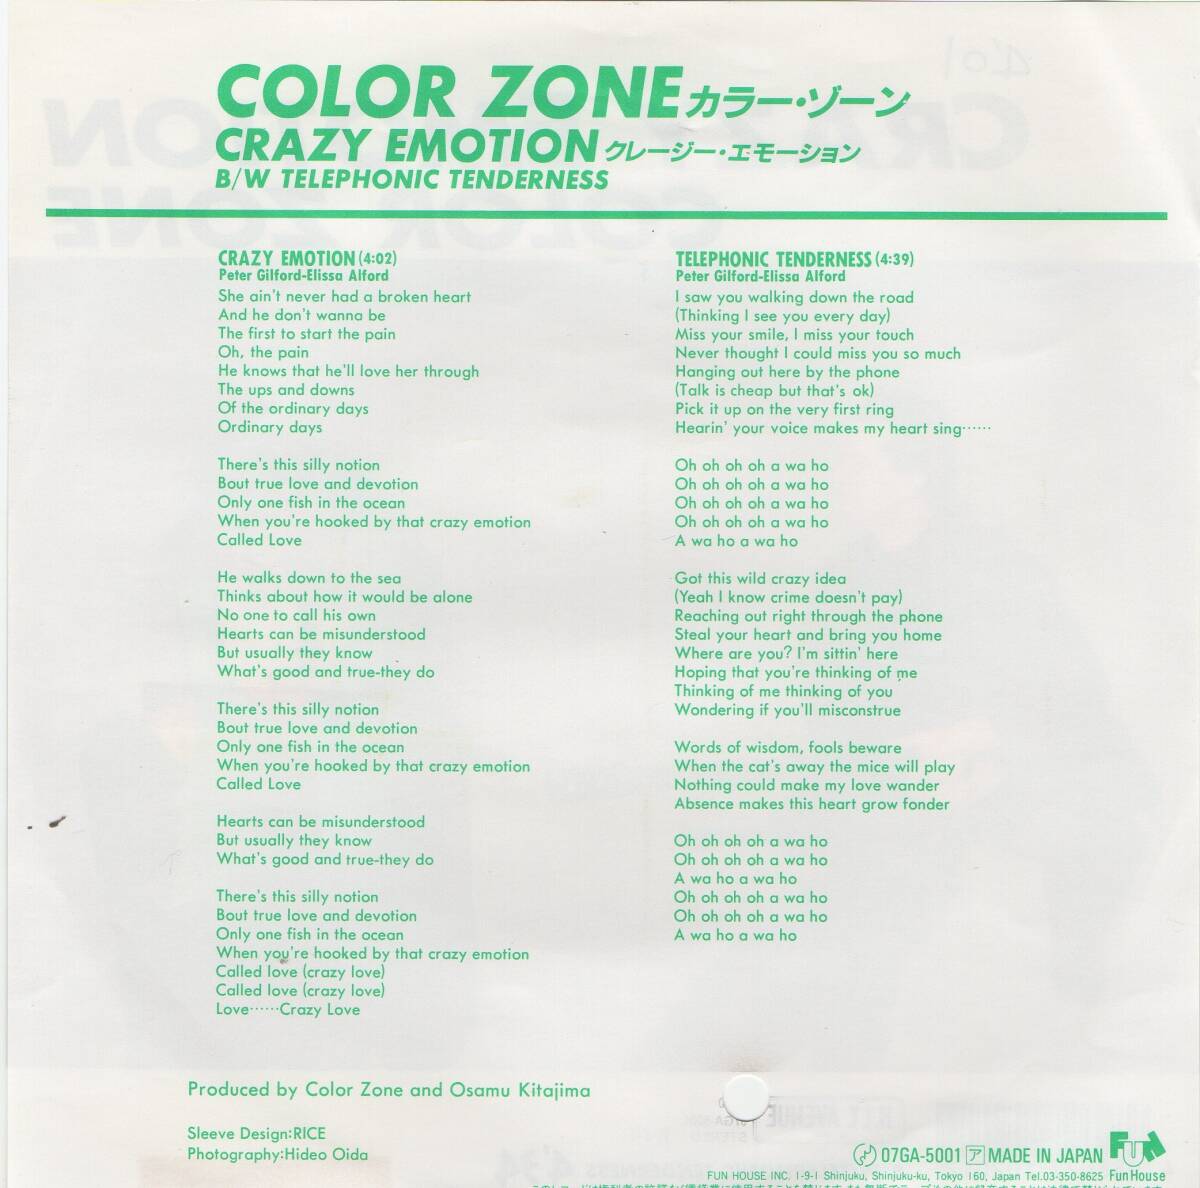 COLOR ZONE カラー・ゾーン
CRAZY EMOTION クレージー・エモーション
B/W TELEPHONIC TENDERNESS
CRAZY EMOTION (4:02)
Peter Gilford-Elissa Alford
She ain't never had a broken heart
And he don't wanna be
The first to start the pain
Oh, the pain
He knows that he'll love her through
The ups and downs
Of the ordinary days
Ordinary days
There's this silly notion
Bout true love and devotion
Only one fish in the ocean
When you're hooked by that crazy emotion
Called Love
He walks down to the sea
Thinks about how it would be alone
No one to call his own
Hearts can be misunderstood
But usually they know
What's good and true-they do
There's this silly notion
Bout true love and devotion
Only one fish in the ocean
When you're hooked by that crazy emotion
Called Love
Hearts can be misunderstood
But usually they know
What's good and true-they do
There's this silly notion
Bout true love and devotion
Only one fish in the ocean
When you're hooked by that crazy emotion
Called love (crazy love)
Called love (crazy love)
Love……Crazy Love
TELEPHONIC TENDERNESS (4:39)
Peter Gilford-Elissa Alford
I saw you walking down the road
(Thinking I see you every day)
Miss your smile, I miss your touch
Never thought I could miss you so much
Hanging out here by the phone
(Talk is cheap but that's ok)
Pick it up on the very first ring
Hearin' your voice makes my heart sing……
Oh oh oh oh a wa ho
Oh oh oh oh a wa ho
Oh oh oh oh a wa ho
Oh oh oh oh a wa ho
A wa ho a wa ho
Got this wild crazy idea
(Yeah I know crime doesn't pay)
Reaching out right through the phone
Steal your heart and bring you home
Where are you? I'm sittin' here
Hoping that you're thinking of me
Thinking of me thinking of you
Wondering if you'll misconstrue
Words of wisdom, fools beware
When the cat's away the mice will play
Nothing could make my love wander
Absence makes this heart grow fonder
Oh oh oh oh a wa ho
Oh oh oh oh a wa ho
A wa ho a wa ho
Oh oh oh oh a wa ho
Oh oh oh oh a wa ho
A wa ho a wa ho
Produced by Color Zone and Osamu Kitajima
Sleeve Design:RICE
Photography:Hideo Oida
07GA-5001 ア MADE IN JAPAN FUN
FUN HOUSE INC. 1-9-1 Shinjuku, Shinjuku-ku, Tokyo 160, Japan Tel.03-350-8625 Fun House